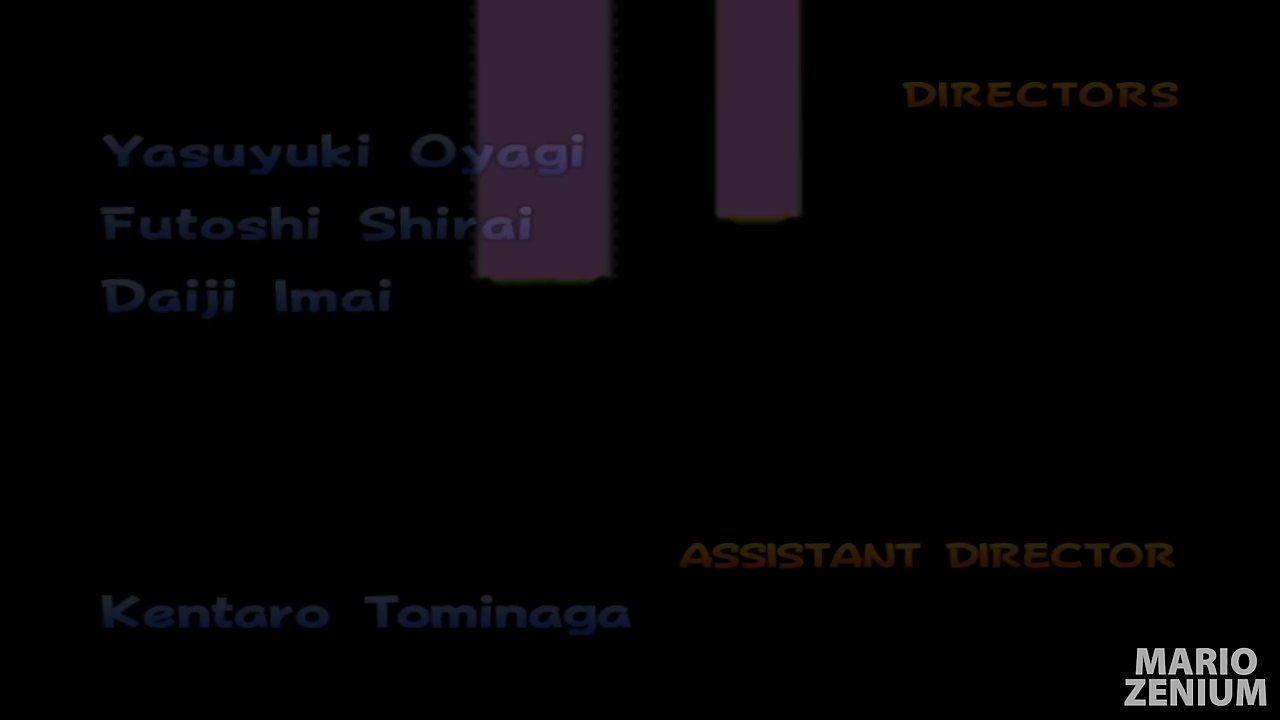 DIRECTORS
Yasuyuki Oyagi
Futoshi Shirai
Daiji Imai
ASSISTANT DIRECTOR
Kentaro Tominaga
MARIO
ZENIUM